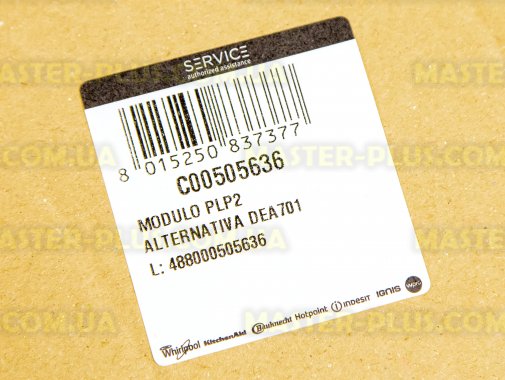 SERVICE
authorized assistance
8 015250 837377
C00505636
MODULO PLP2
ALTERNATIVA DEA701
L: 488000505636
Whirlpool KitchenAid Bauknecht Hotpoint indesit IGNIS wpro
MASTER-PLUS.COM.UA